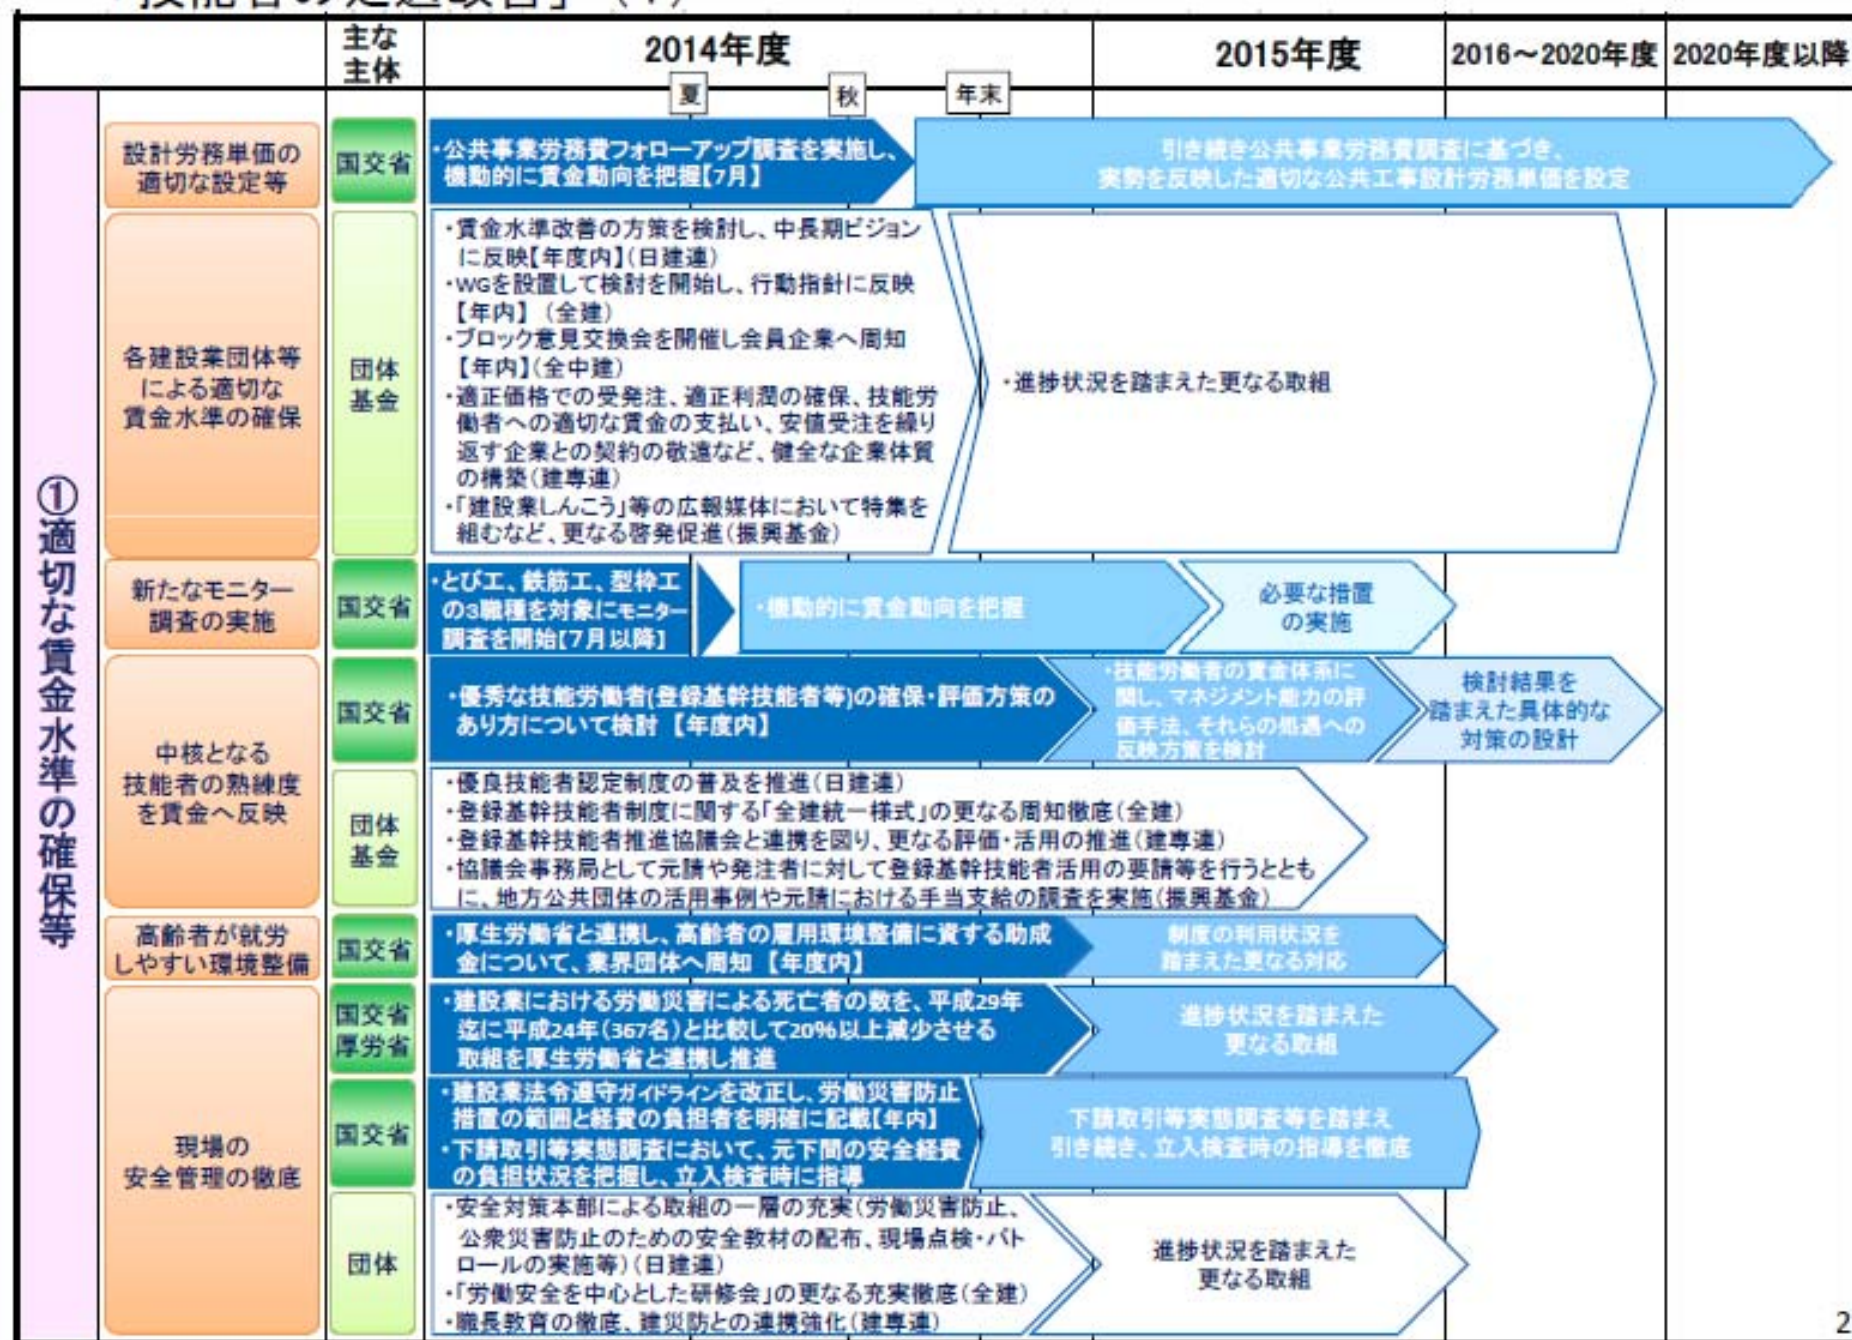 技能者の処遇改善」（1）
主な
主体
2014年度
2015年度
2016～2020年度
2020年度以降
夏
秋
年末
①適切な賃金水準の確保等
設計労務単価の
適切な設定等
国交省
・公共事業労務費フォローアップ調査を実施し、
機動的に賃金動向を把握【7月】
引き続き公共事業労務費調査に基づき、
実勢を反映した適切な公共工事設計労務単価を設定
各建設業団体等
による適切な
賃金水準の確保
団体
基金
・賃金水準改善の方策を検討し、中長期ビジョン
に反映【年度内】(日建連)
・WGを設置して検討を開始し、行動指針に反映
【年内】 (全建)
・ブロック意見交換会を開催し会員企業へ周知
【年内】(全中建)
・適正価格での受発注、適正利潤の確保、技能労
働者への適切な賃金の支払い、安値受注を繰り
返す企業との契約の敬遠など、健全な企業体質
の構築(建専連)
・「建設業しんこう」等の広報媒体において特集を
組むなど、更なる啓発促進(振興基金)
・進捗状況を踏まえた更なる取組
新たなモニター
調査の実施
国交省
・とび工、鉄筋工、型枠工
の3職種を対象にモニター
調査を開始【7月以降】
・機動的に賃金動向を把握
必要な措置
の実施
中核となる
技能者の熟練度
を賃金へ反映
国交省
・優秀な技能労働者(登録基幹技能者等)の確保・評価方策の
あり方について検討 【年度内】
・技能労働者の賃金体系に
関し、マネジメント能力の評
価手法、それらの処遇への
反映方策を検討
検討結果を
踏まえた具体的な
対策の設計
団体
基金
・優良技能者認定制度の普及を推進(日建連)
・登録基幹技能者制度に関する「全建統一様式」の更なる周知徹底(全建)
・登録基幹技能者推進協議会と連携を図り、更なる評価・活用の推進(建専連)
・協議会事務局として元請や発注者に対して登録基幹技能者活用の要請等を行うととも
に、地方公共団体の活用事例や元請における手当支給の調査を実施(振興基金)
高齢者が就労
しやすい環境整備
国交省
・厚生労働省と連携し、高齢者の雇用環境整備に資する助成
金について、業界団体へ周知 【年度内】
制度の利用状況を
踏まえた更なる対応
現場の
安全管理の徹底
国交省
厚労省
・建設業における労働災害による死亡者の数を、平成29年
迄に平成24年(367名)と比較して20%以上減少させる
取組を厚生労働省と連携し推進
進捗状況を踏まえた
更なる取組
国交省
・建設業法令遵守ガイドラインを改正し、労働災害防止
措置の範囲と経費の負担者を明確に記載【年内】
・下請取引等実態調査において、元下間の安全経費
の負担状況を把握し、立入検査時に指導
下請取引等実態調査等を踏まえ
引き続き、立入検査時の指導を徹底
団体
・安全対策本部による取組の一層の充実(労働災害防止、
公衆災害防止のための安全教材の配布、現場点検・パト
ロールの実施等)(日建連)
・「労働安全を中心とした研修会」の更なる充実徹底(全建)
・職長教育の徹底、建災防との連携強化(建専連)
進捗状況を踏まえた
更なる取組
2